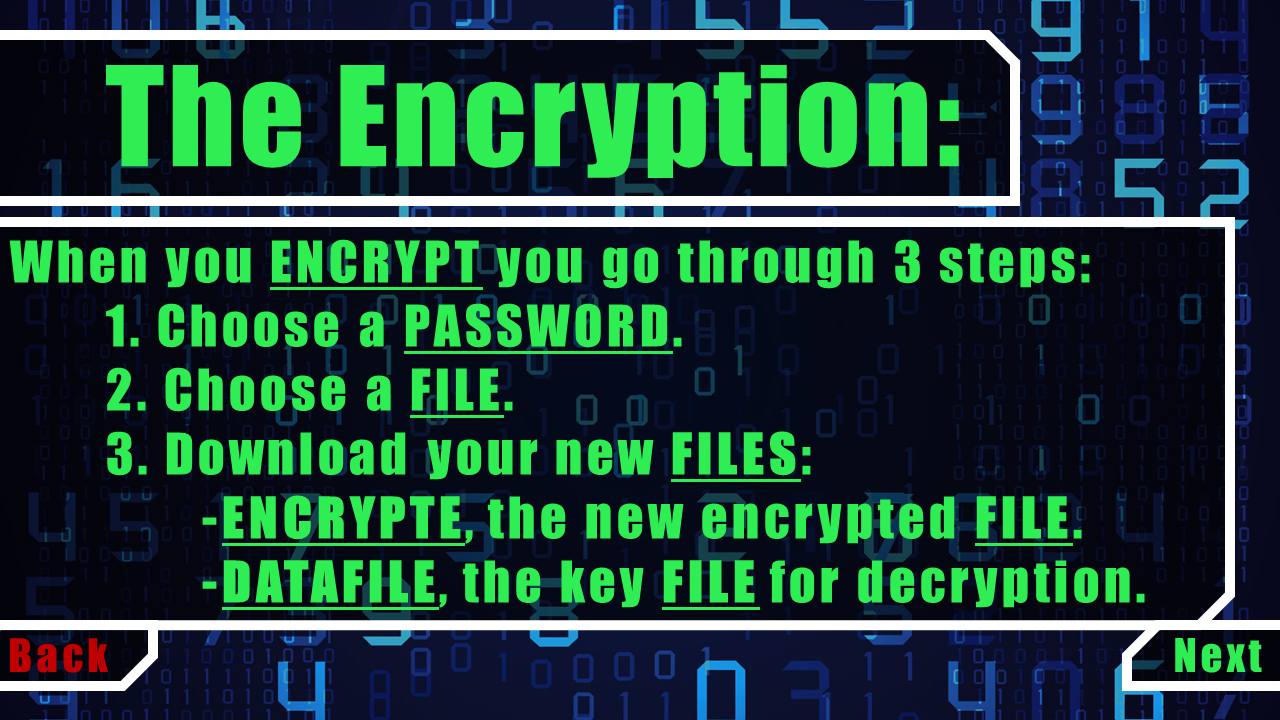 The Encryption:
When you ENCRYPT you go through 3 steps:
1. Choose a PASSWORD.
2. Choose a FILE.
3. Download your new FILES:
-ENCRYPTE, the new encrypted FILE.
-DATAFILE, the key FILE for decryption.
Back
Next